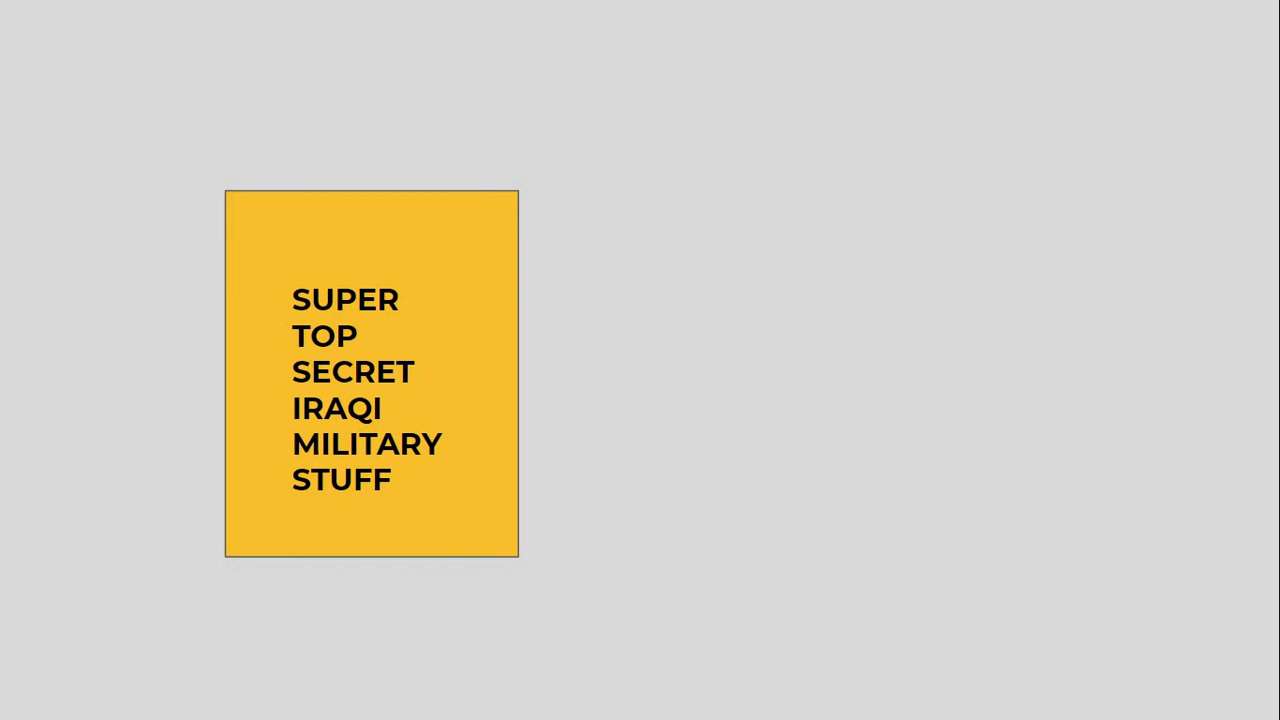 SUPER
TOP
SECRET
IRAQI
MILITARY
STUFF